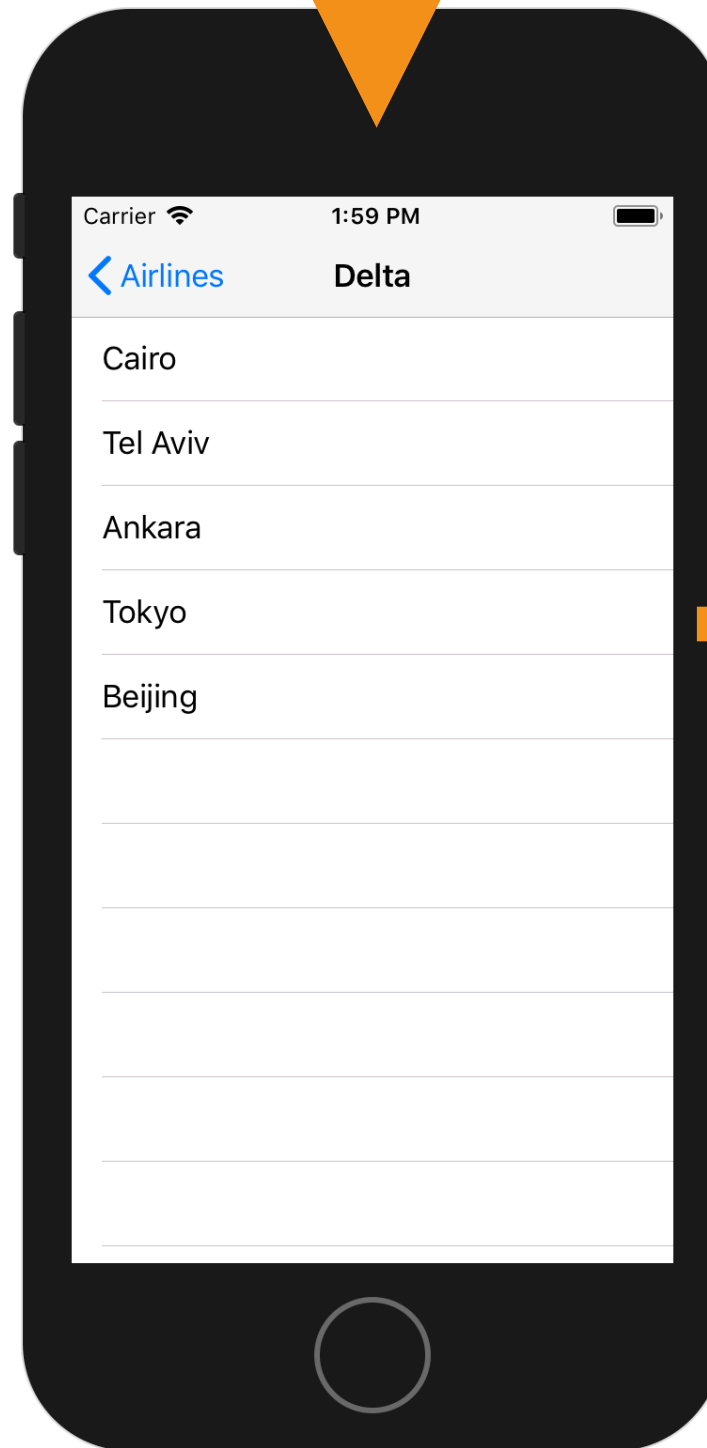 Carrier 1:59 PM
Airlines Delta
Cairo
Tel Aviv
Ankara
Tokyo
Beijing